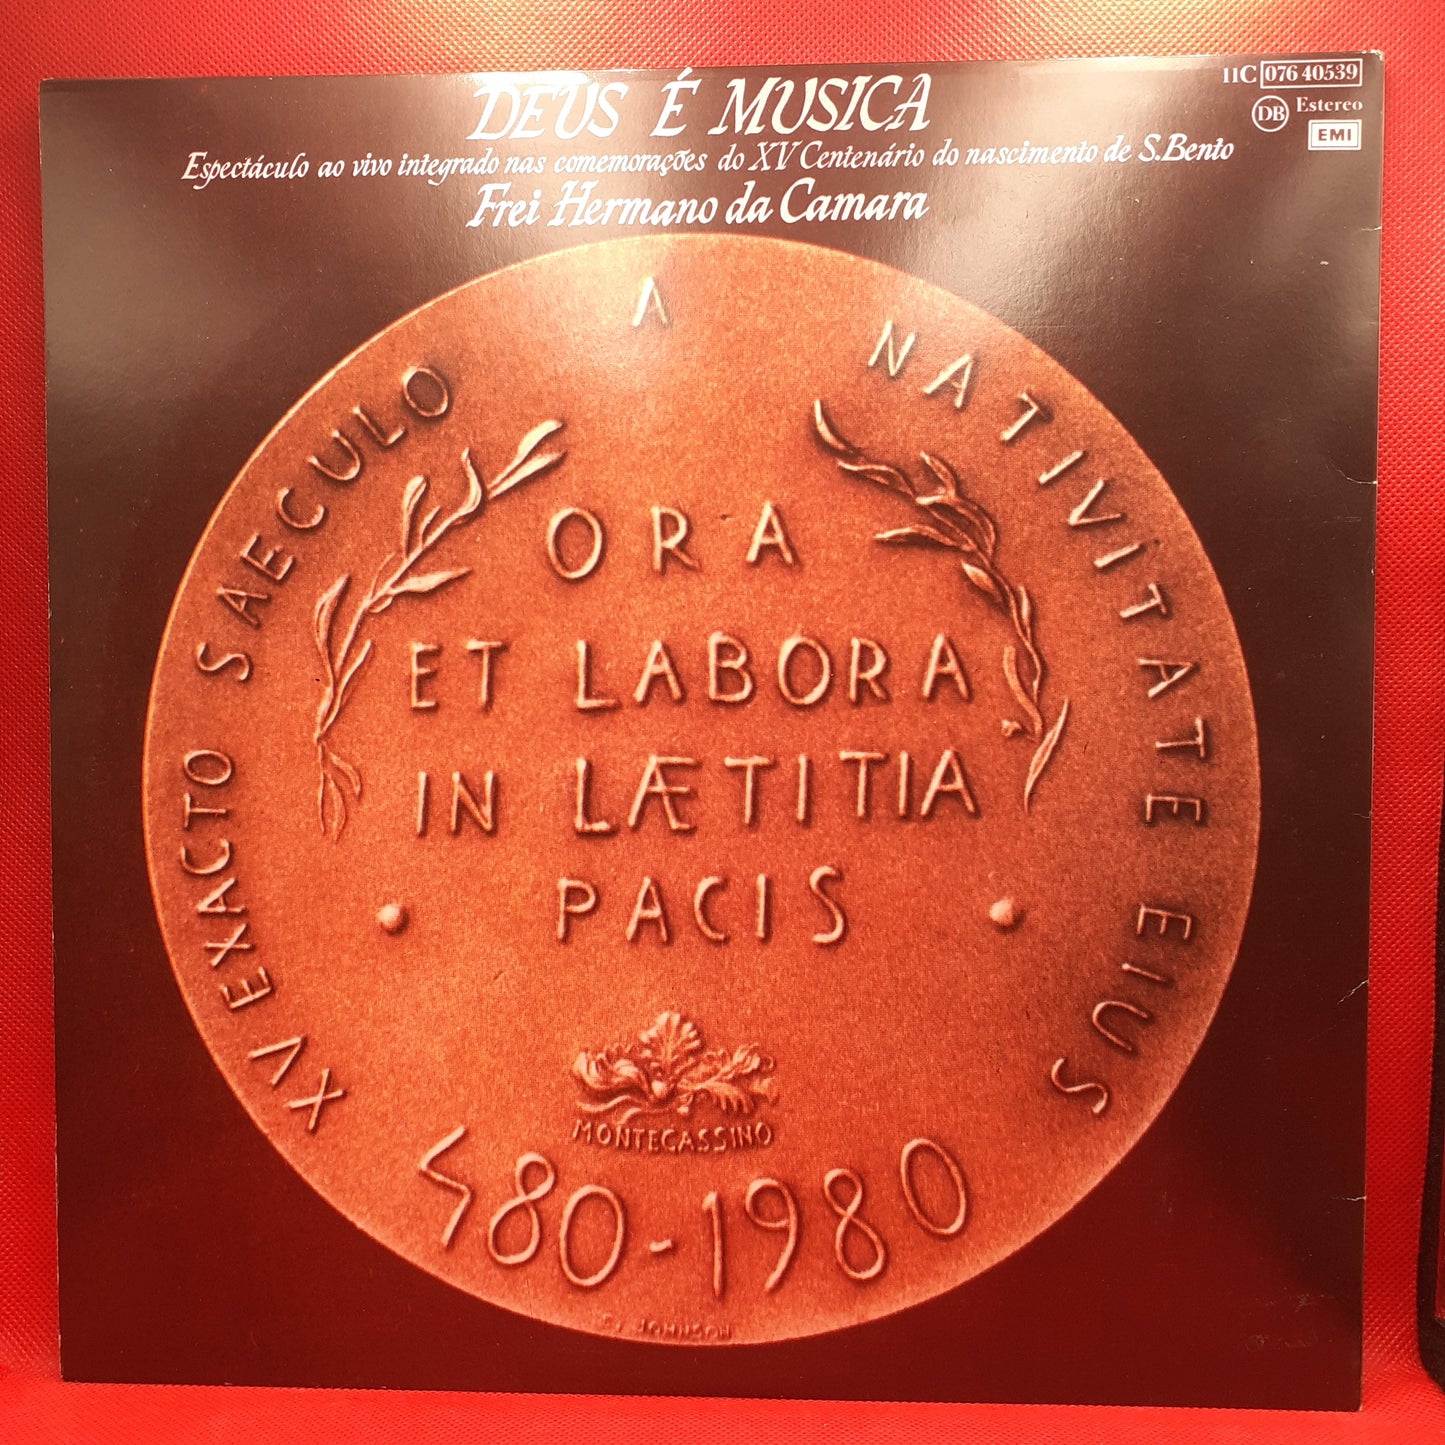 DEUS É MUSICA
Espectáculo ao vivo integrado nas comemorações do XV Centenário do nascimento de S.Bento
Frei Hermano da Camara
11C 076 40539
DB Estereo
EMI
XV EXACTO SAECULO A NATIVITATE EIUS
ORA
ET LABORA
IN LÆTITIA
PACIS
MONTECASSINO
480-1980
JOHNSON